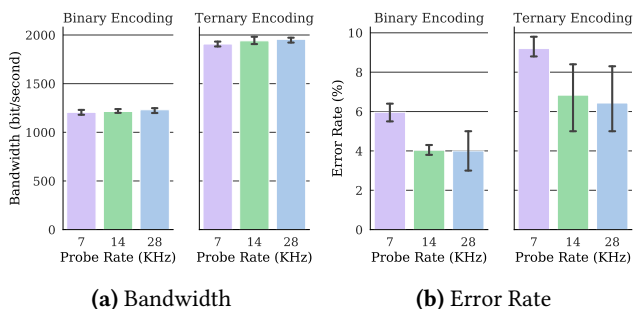 Binary Encoding Ternary Encoding
2000
1500
1000
500
0
Bandwidth (bit/second)
7 14 28 7 14 28
Probe Rate (KHz) Probe Rate (KHz)
(a) Bandwidth
Binary Encoding Ternary Encoding
10
8
6
4
2
0
Error Rate (%)
7 14 28 7 14 28
Probe Rate (KHz) Probe Rate (KHz)
(b) Error Rate